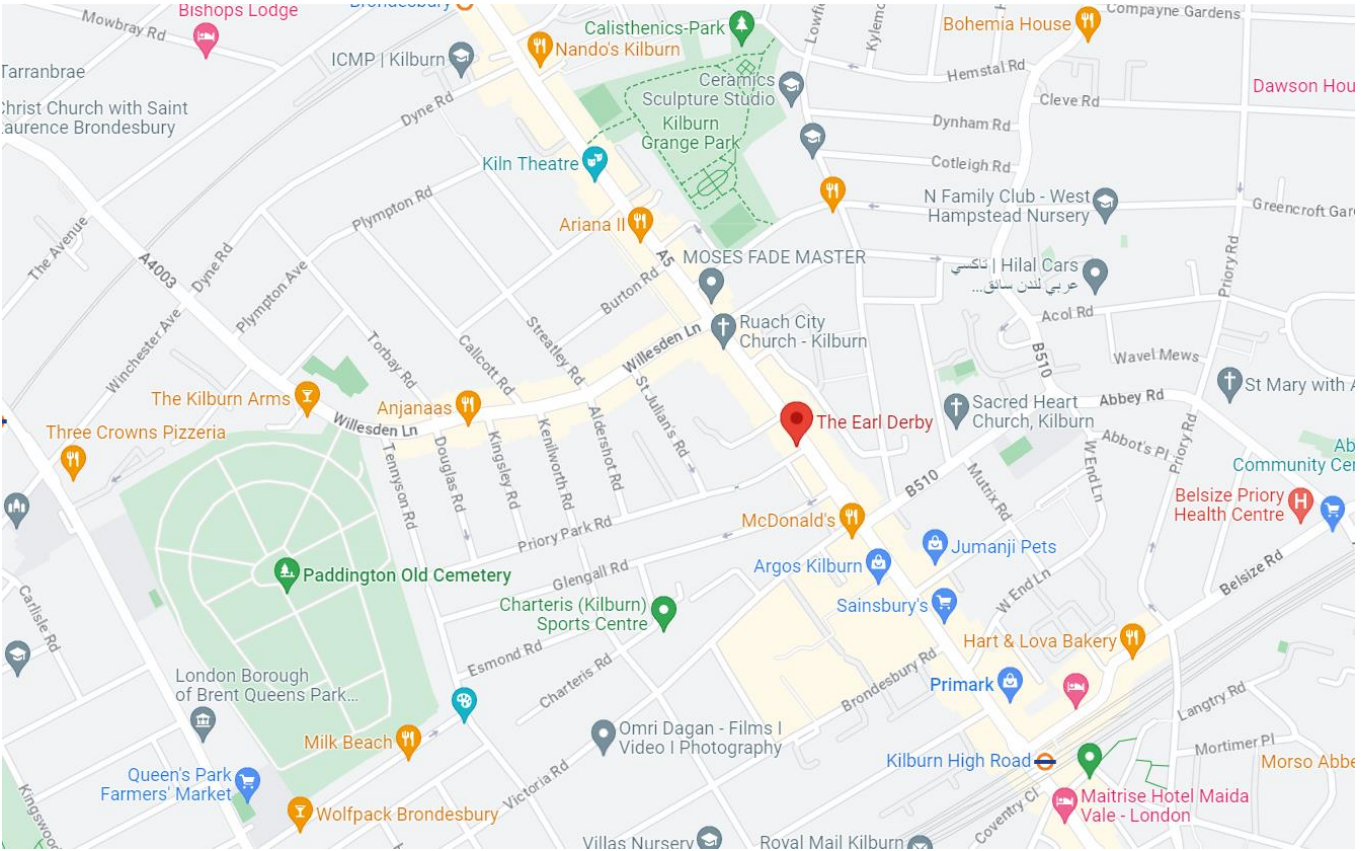 Bishops Lodge
Brondesbury
Mowbray Rd
Calisthenics-Park
Compayne Gardens
Bohemia House
ICMP | Kilburn
Nando's Kilburn
Tarranbrae
Hemstal Rd
Ceramics
Sculpture Studio
Dawson Hou
Christ Church with Saint
Laurence Brondesbury
Dyne Rd
Cleve Rd
Kilburn
Grange Park
Dynham Rd
Kiln Theatre
Cotleigh Rd
Plympton Rd
N Family Club - West
Hampstead Nursery
Greencroft Gar
Ariana II
The Avenue
A4003
Dyne Rd
A5
MOSES FADE MASTER
Priory Rd
Hilal Cars | تاكسي
عربي لندن سائق...
Burton Rd
Plympton Ave
Winchester Ave
Torbay Rd
Callcott Rd
Streatley Rd
Willesden Ln
Ruach City
Church - Kilburn
Acol Rd
B510
Wavel Mews
St Mary with A
The Kilburn Arms
Anjanaas
St Julian's Rd
The Earl Derby
Sacred Heart
Church, Kilburn
Abbey Rd
Three Crowns Pizzeria
Willesden Ln
Tennyson Rd
Douglas Rd
Kingsley Rd
Kenilworth Rd
Aldershot Rd
Abbot's Pl
Priory Rd
W End Ln
Mutrix Rd
B510
Ab
Community Cer
Belsize Priory
Health Centre
McDonald's
Priory Park Rd
Jumanji Pets
Argos Kilburn
Paddington Old Cemetery
Glengall Rd
Belsize Rd
W End Ln
Sainsbury's
Charteris (Kilburn)
Sports Centre
Carlisle Rd
Hart & Lova Bakery
Esmond Rd
Charteris Rd
Brondesbury Rd
London Borough
of Brent Queens Park...
Primark
Langtry Rd
Omri Dagan - Films I
Video I Photography
Milk Beach
Mortimer Pl
Kilburn High Road
Morso Abbe
Queen's Park
Farmers' Market
Victoria Rd
Maitrise Hotel Maida
Vale - London
Wolfpack Brondesbury
Coventry Cl
Kingswoo
Villas Nursery
Royal Mail Kilburn